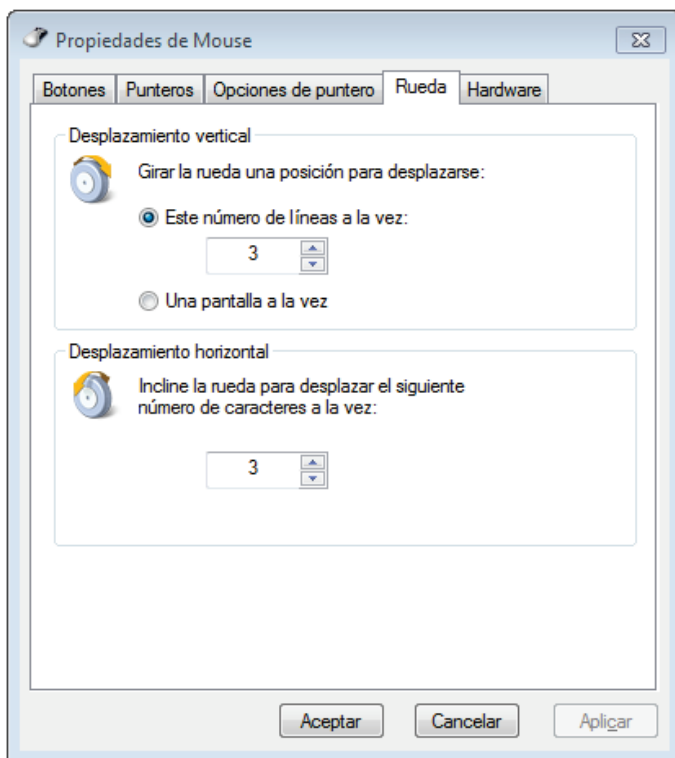 Propiedades de Mouse
Botones Punteros Opciones de puntero Rueda Hardware
Desplazamiento vertical
Girar la rueda una posición para desplazarse:
Este número de líneas a la vez:
3
Una pantalla a la vez
Desplazamiento horizontal
Incline la rueda para desplazar el siguiente
número de caracteres a la vez:
3
Aceptar Cancelar Aplicar